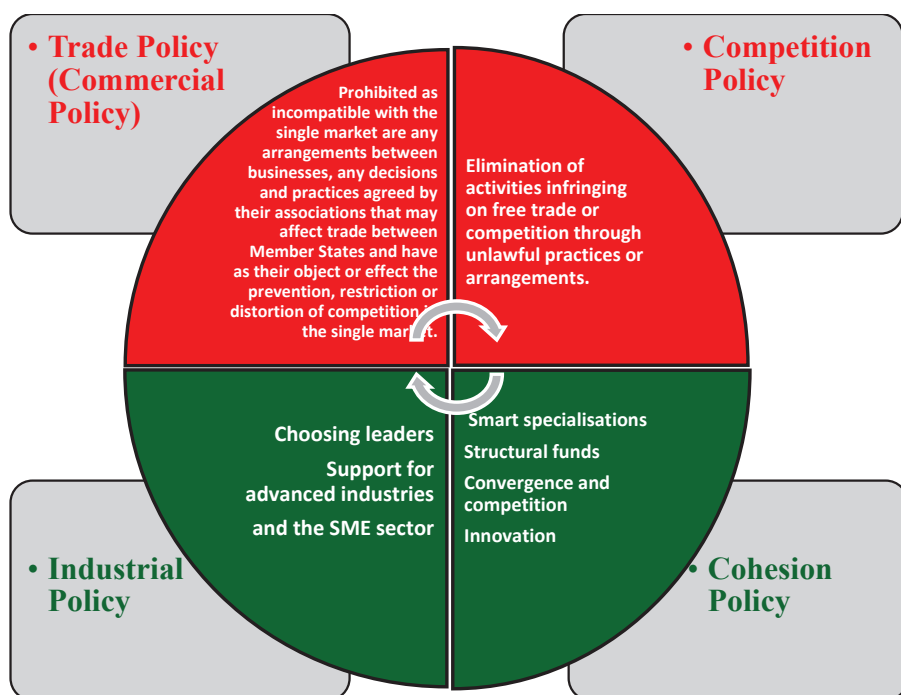 • Trade Policy
(Commercial
Policy)
Prohibited as
incompatible with the
single market are any
arrangements between
businesses, any decisions
and practices agreed by
their associations that may
affect trade between
Member States and have
as their object or effect the
prevention, restriction or
distortion of competition
the single market.
• Competition
Policy
Elimination of
activities infringing
on free trade or
competition through
unlawful practices or
arrangements.
Choosing leaders
Support for
advanced industries
and the SME sector
• Industrial
Policy
Smart specialisations
Structural funds
Convergence and
competition
Innovation
• Cohesion
Policy